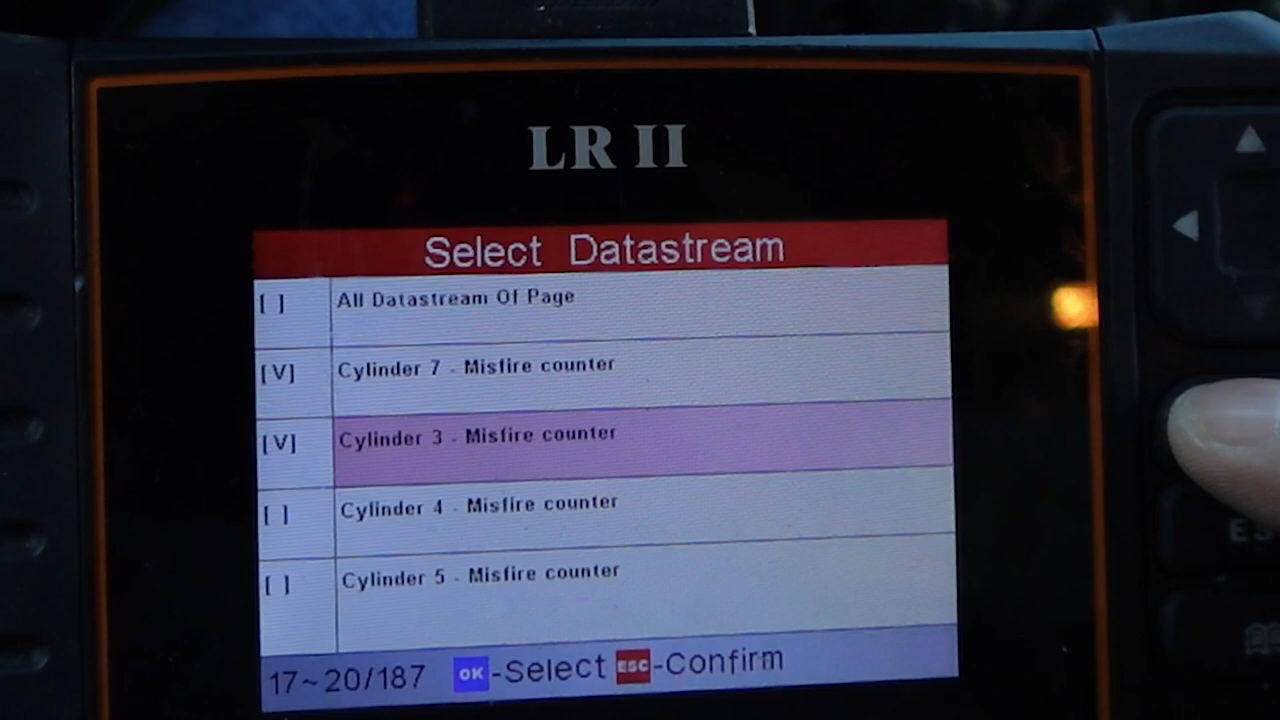 LR II
Select Datastream
[ ] All Datastream Of Page
[V] Cylinder 7 - Misfire counter
[V] Cylinder 3 - Misfire counter
[ ] Cylinder 4 - Misfire counter
[ ] Cylinder 5 - Misfire counter
17~20/187 OK-Select ESC-Confirm